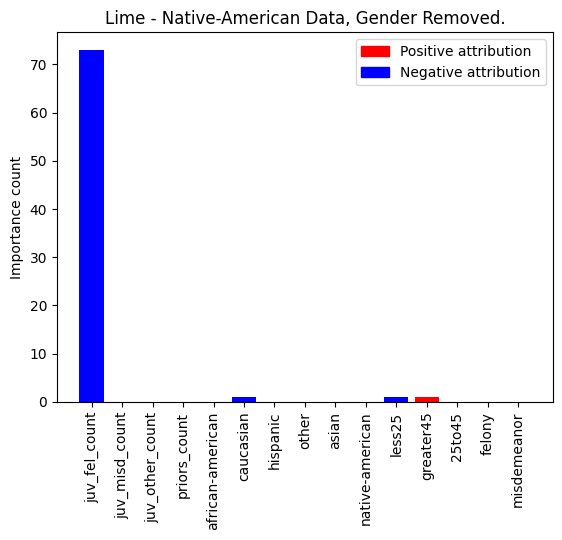 Lime - Native-American Data, Gender Removed.
Positive attribution
Negative attribution
Importance count
70
60
50
40
30
20
10
0
juv_fel_count
juv_misd_count
juv_other_count
priors_count
african-american
caucasian
hispanic
other
asian
native-american
less25
greater45
25to45
felony
misdemeanor